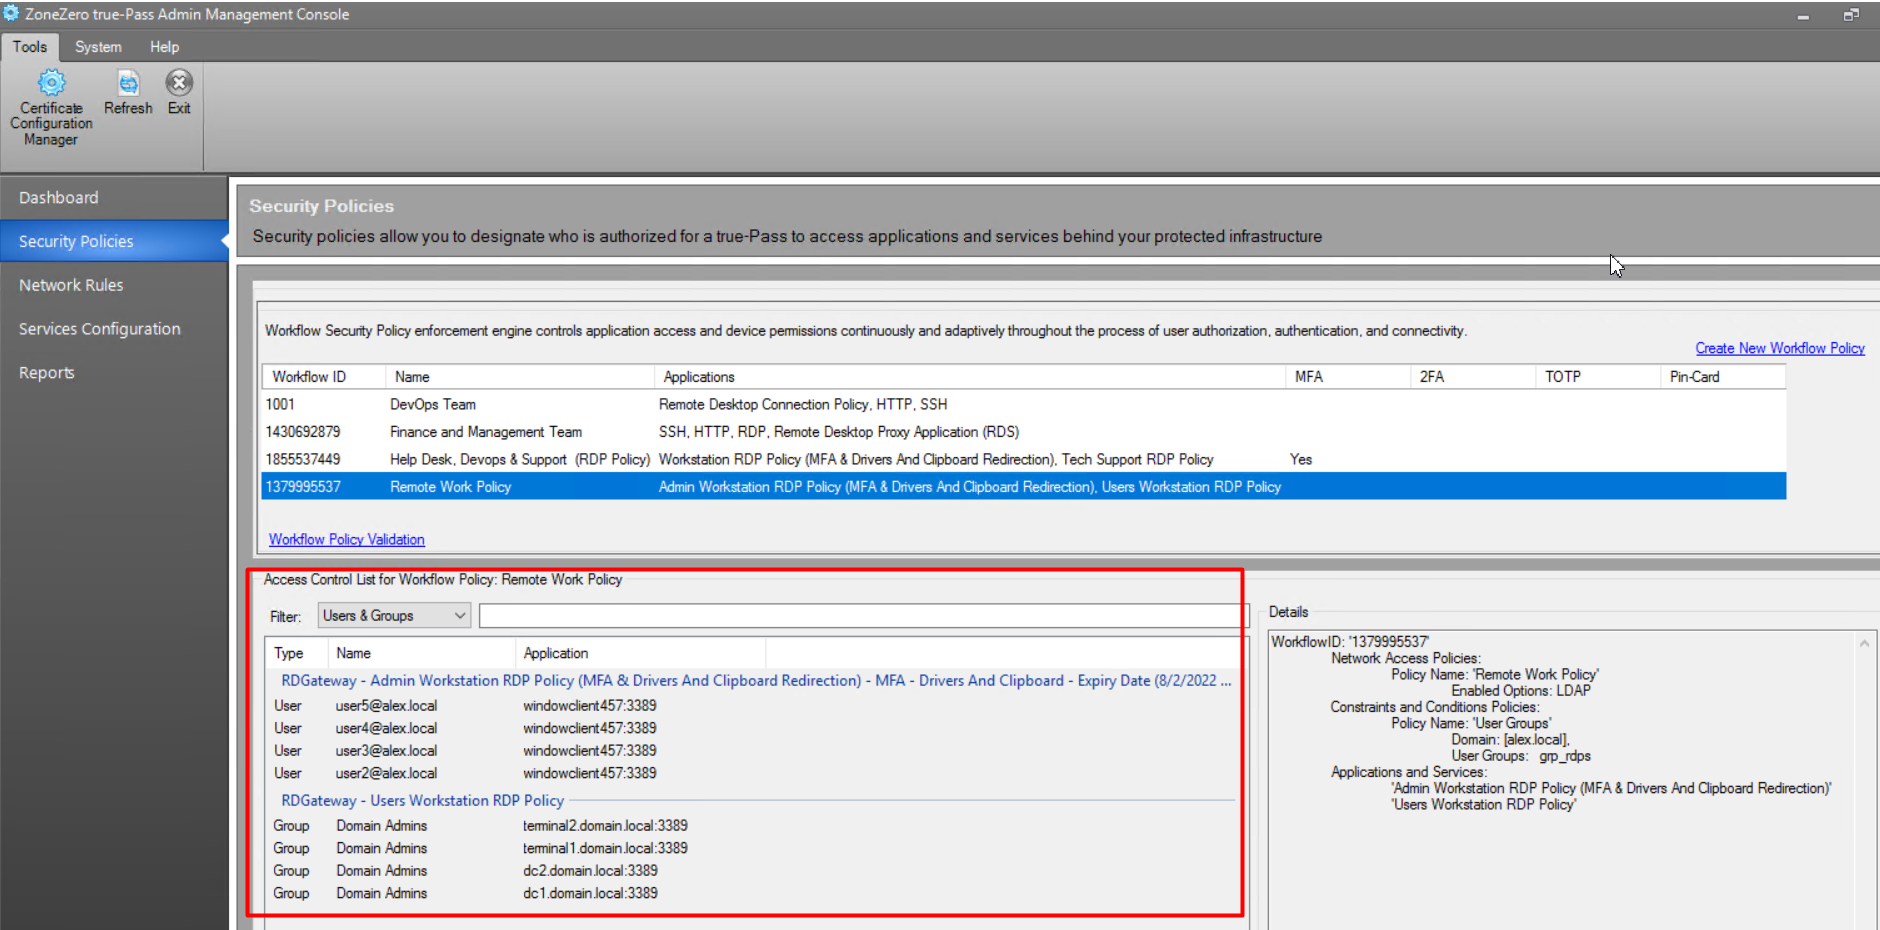 ZoneZero true-Pass Admin Management Console
Tools System Help
Certificate Configuration Manager Refresh Exit
Dashboard
Security Policies
Network Rules
Services Configuration
Reports
Security Policies
Security policies allow you to designate who is authorized for a true-Pass to access applications and services behind your protected infrastructure
Workflow Security Policy enforcement engine controls application access and device permissions continuously and adaptively throughout the process of user authorization, authentication, and connectivity.
Create New Workflow Policy
Workflow ID Name Applications MFA 2FA TOTP Pin-Card
1001 DevOps Team Remote Desktop Connection Policy, HTTP, SSH
1430692879 Finance and Management Team SSH, HTTP, RDP, Remote Desktop Proxy Application (RDS)
1855537449 Help Desk, Devops & Support (RDP Policy) Workstation RDP Policy (MFA & Drivers And Clipboard Redirection), Tech Support RDP Policy Yes
1379995537 Remote Work Policy Admin Workstation RDP Policy (MFA & Drivers And Clipboard Redirection), Users Workstation RDP Policy
Workflow Policy Validation
Access Control List for Workflow Policy: Remote Work Policy
Filter: Users & Groups
Type Name Application
RDGateway - Admin Workstation RDP Policy (MFA & Drivers And Clipboard Redirection) - MFA - Drivers And Clipboard - Expiry Date (8/2/2022 ...
User user5@alex.local windowclient457:3389
User user4@alex.local windowclient457:3389
User user3@alex.local windowclient457:3389
User user2@alex.local windowclient457:3389
RDGateway - Users Workstation RDP Policy
Group Domain Admins terminal2.domain.local:3389
Group Domain Admins terminal1.domain.local:3389
Group Domain Admins dc2.domain.local:3389
Group Domain Admins dc1.domain.local:3389
Details
WorkflowID: '1379995537'
Network Access Policies:
Policy Name: 'Remote Work Policy'
Enabled Options: LDAP
Constraints and Conditions Policies:
Policy Name: 'User Groups'
Domain: [alex.local],
User Groups: grp_rdps
Applications and Services:
'Admin Workstation RDP Policy (MFA & Drivers And Clipboard Redirection)'
'Users Workstation RDP Policy'